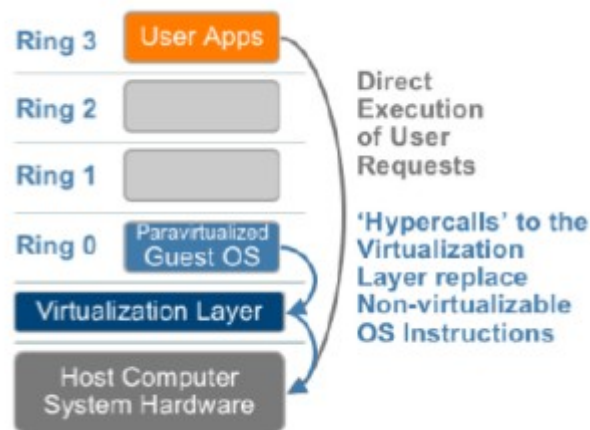 Ring 3
User Apps
Ring 2
Ring 1
Ring 0
Paravirtualized
Guest OS
Virtualization Layer
Host Computer
System Hardware
Direct
Execution
of User
Requests
‘Hypercalls’ to the
Virtualization
Layer replace
Non-virtualizable
OS Instructions